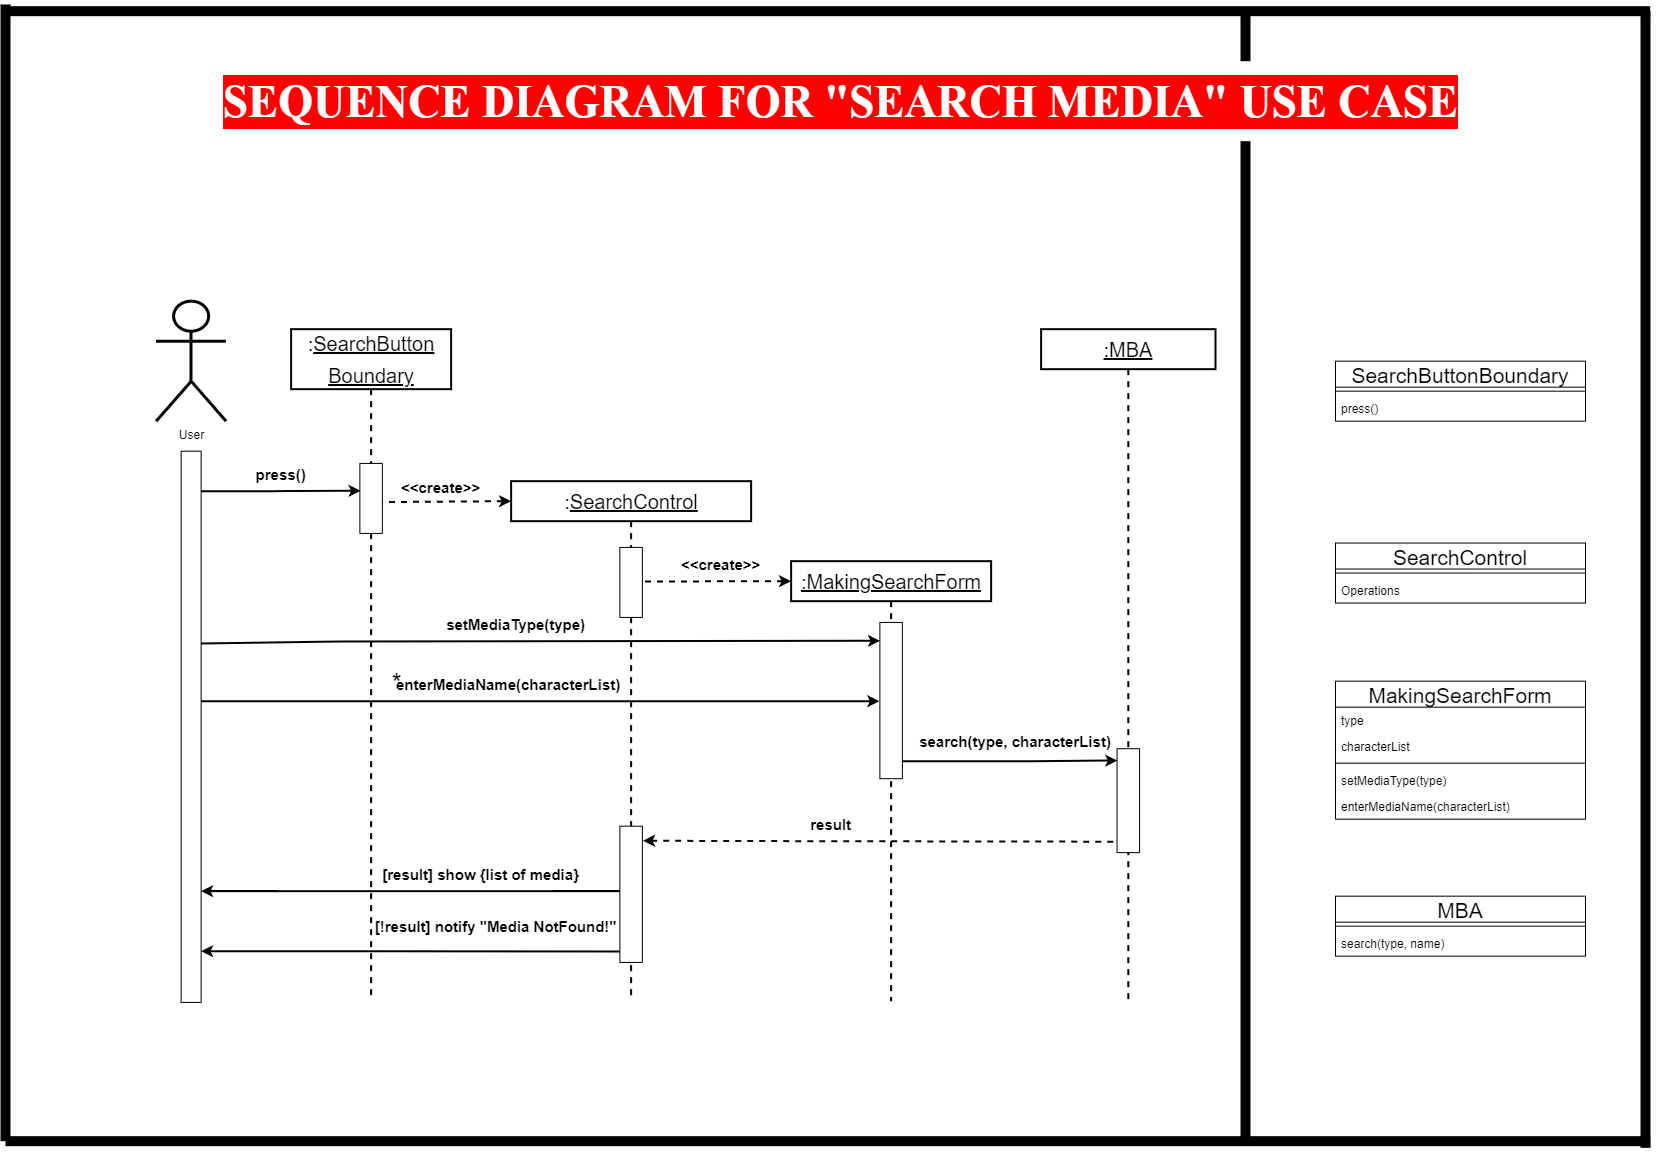 SEQUENCE DIAGRAM FOR "SEARCH MEDIA" USE CASE
User
:SearchButton
Boundary
:MBA
press()
<<create>>
:SearchControl
<<create>>
:MakingSearchForm
setMediaType(type)
*
enterMediaName(characterList)
search(type, characterList)
result
[result] show {list of media}
[!result] notify "Media NotFound!"
SearchButtonBoundary
press()
SearchControl
Operations
MakingSearchForm
type
characterList
setMediaType(type)
enterMediaName(characterList)
MBA
search(type, name)